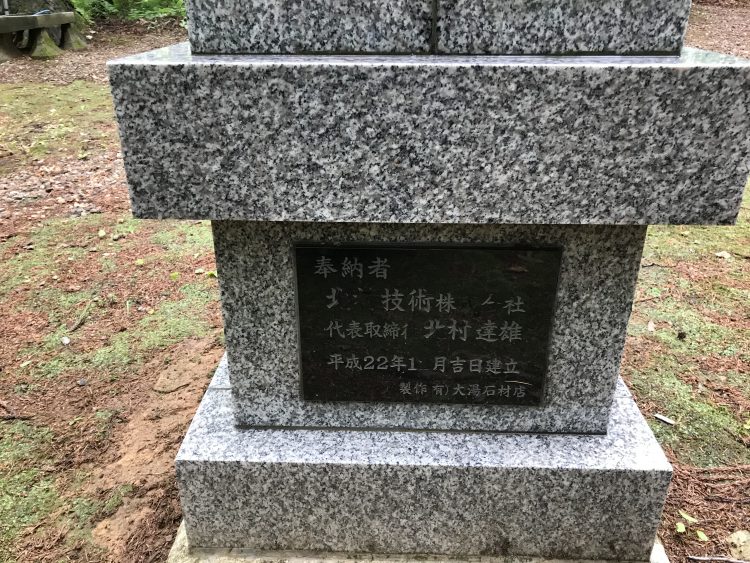 奉納者
技術株 社
代表取締 北村達雄
平成22年1 月吉日建立
製作 有)大湯石材店